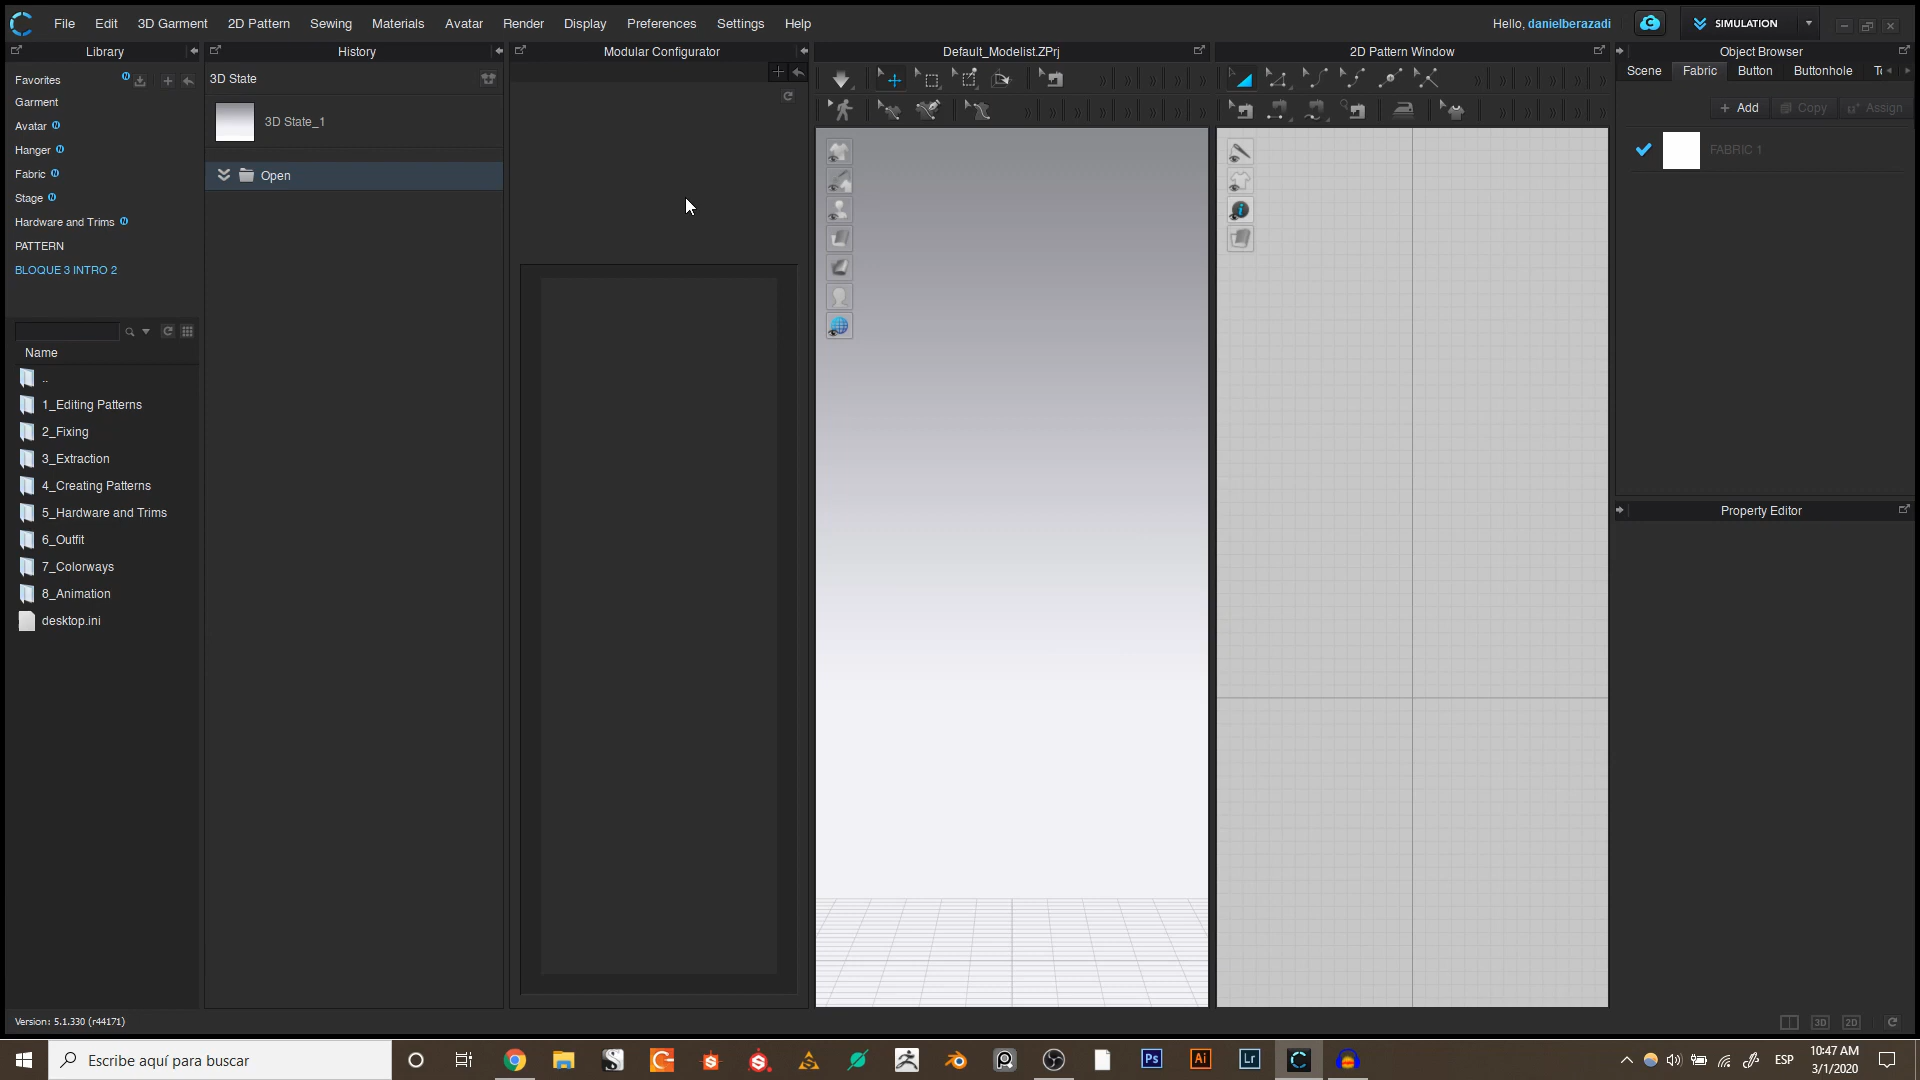 File Edit 3D Garment 2D Pattern Sewing Materials Avatar Render Display Preferences Settings Help
Hello, danielberazadi
SIMULATION
Library
History
Modular Configurator
Default_Modelist.ZPrj
2D Pattern Window
Object Browser
Favorites
Garment
Avatar
Hanger
Fabric
Stage
Hardware and Trims
PATTERN
BLOQUE 3 INTRO 2
Name
..
1_Editing Patterns
2_Fixing
3_Extraction
4_Creating Patterns
5_Hardware and Trims
6_Outfit
7_Colorways
8_Animation
desktop.ini
3D State
3D State_1
Open
Scene Fabric Button Buttonhole
+ Add Copy Assign
FABRIC 1
Property Editor
Version: 5.1.330 (r44171)
3D 2D
Escribe aquí para buscar
Ps Ai Lr
ESP
10:47 AM
3/1/2020